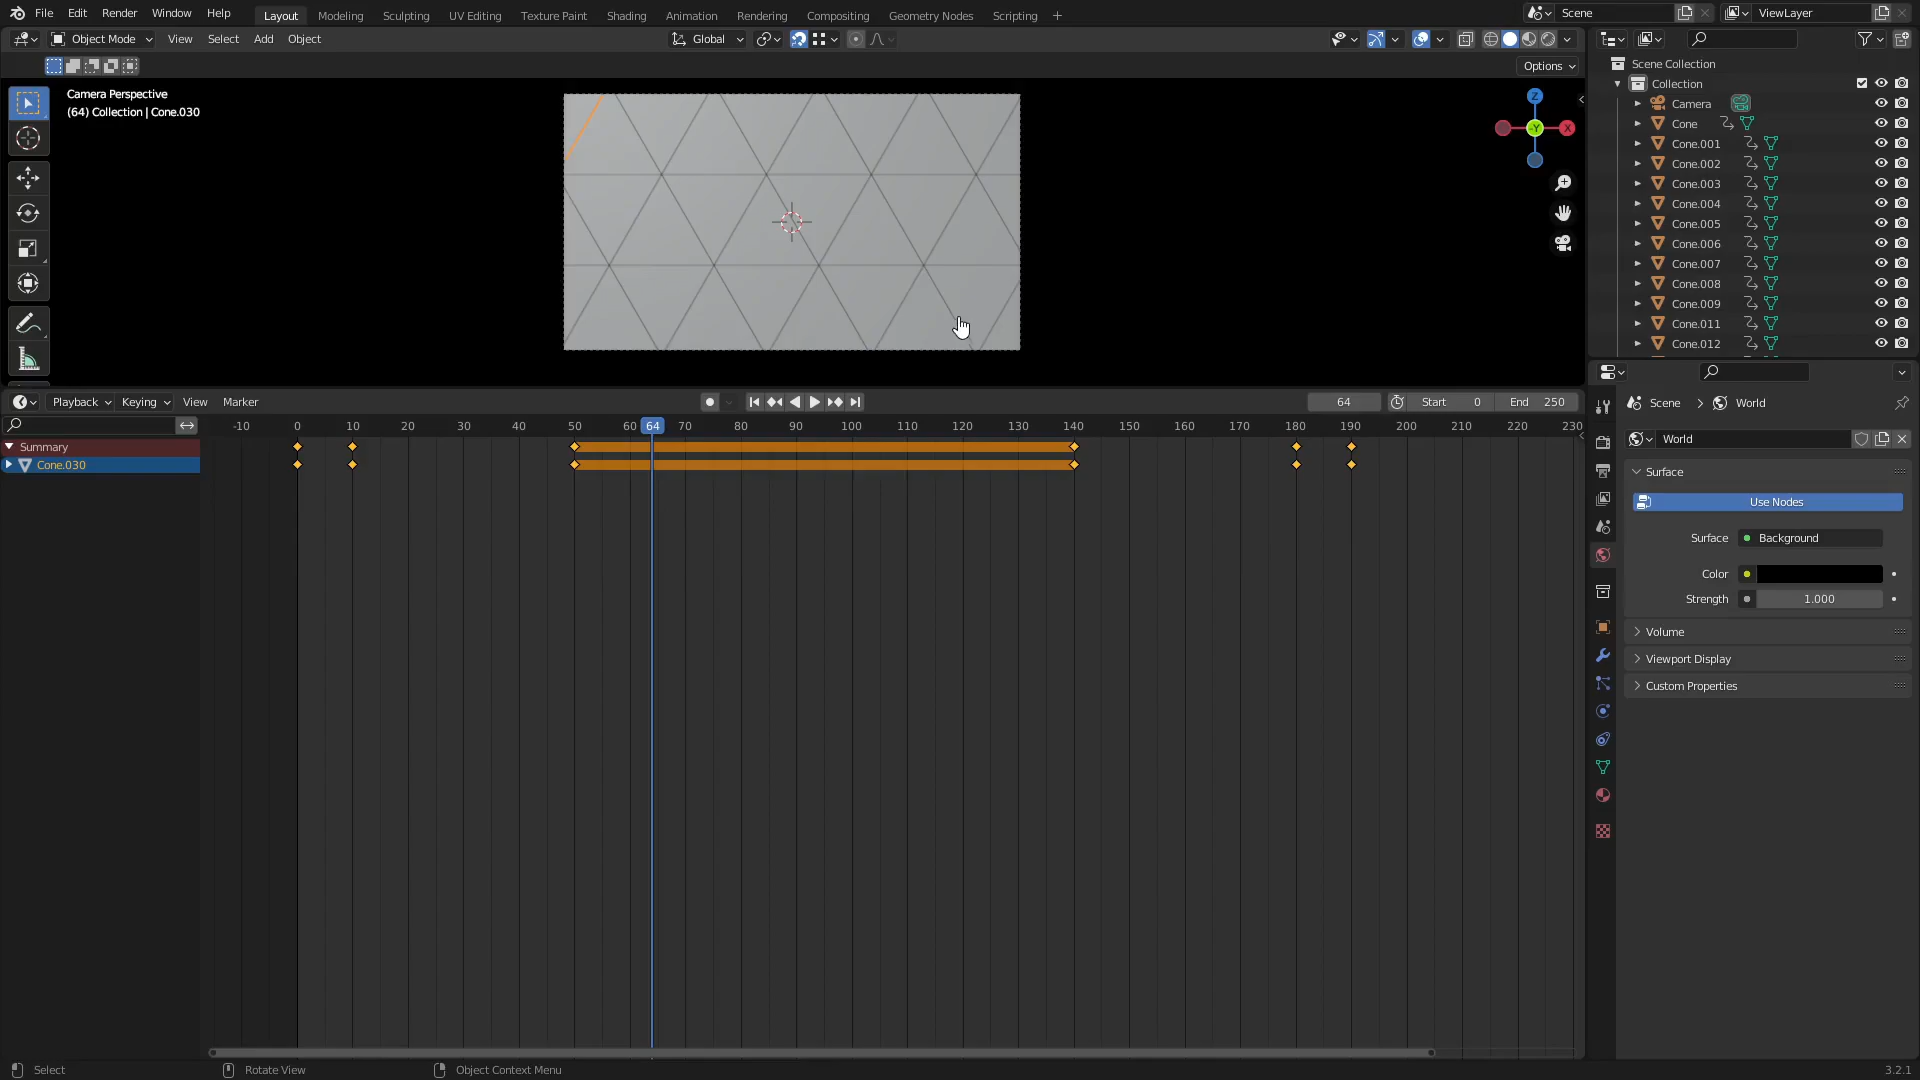 File Edit Render Window Help Layout Modeling Sculpting UV Editing Texture Paint Shading Animation Rendering Compositing Geometry Nodes Scripting + Scene ViewLayer
Object Mode View Select Add Object Global
Options
Camera Perspective
(64) Collection | Cone.030
Z
-Y
X
Scene Collection
Collection
Camera
Cone
Cone.001
Cone.002
Cone.003
Cone.004
Cone.005
Cone.006
Cone.007
Cone.008
Cone.009
Cone.011
Cone.012
Playback Keying View Marker 64 Start 0 End 250
-10 0 10 20 30 40 50 60 64 70 80 90 100 110 120 130 140 150 160 170 180 190 200 210 220 230
Summary
Cone.030
Scene > World
World
Surface
Use Nodes
Surface Background
Color
Strength 1.000
Volume
Viewport Display
Custom Properties
Select Rotate View Object Context Menu 3.2.1